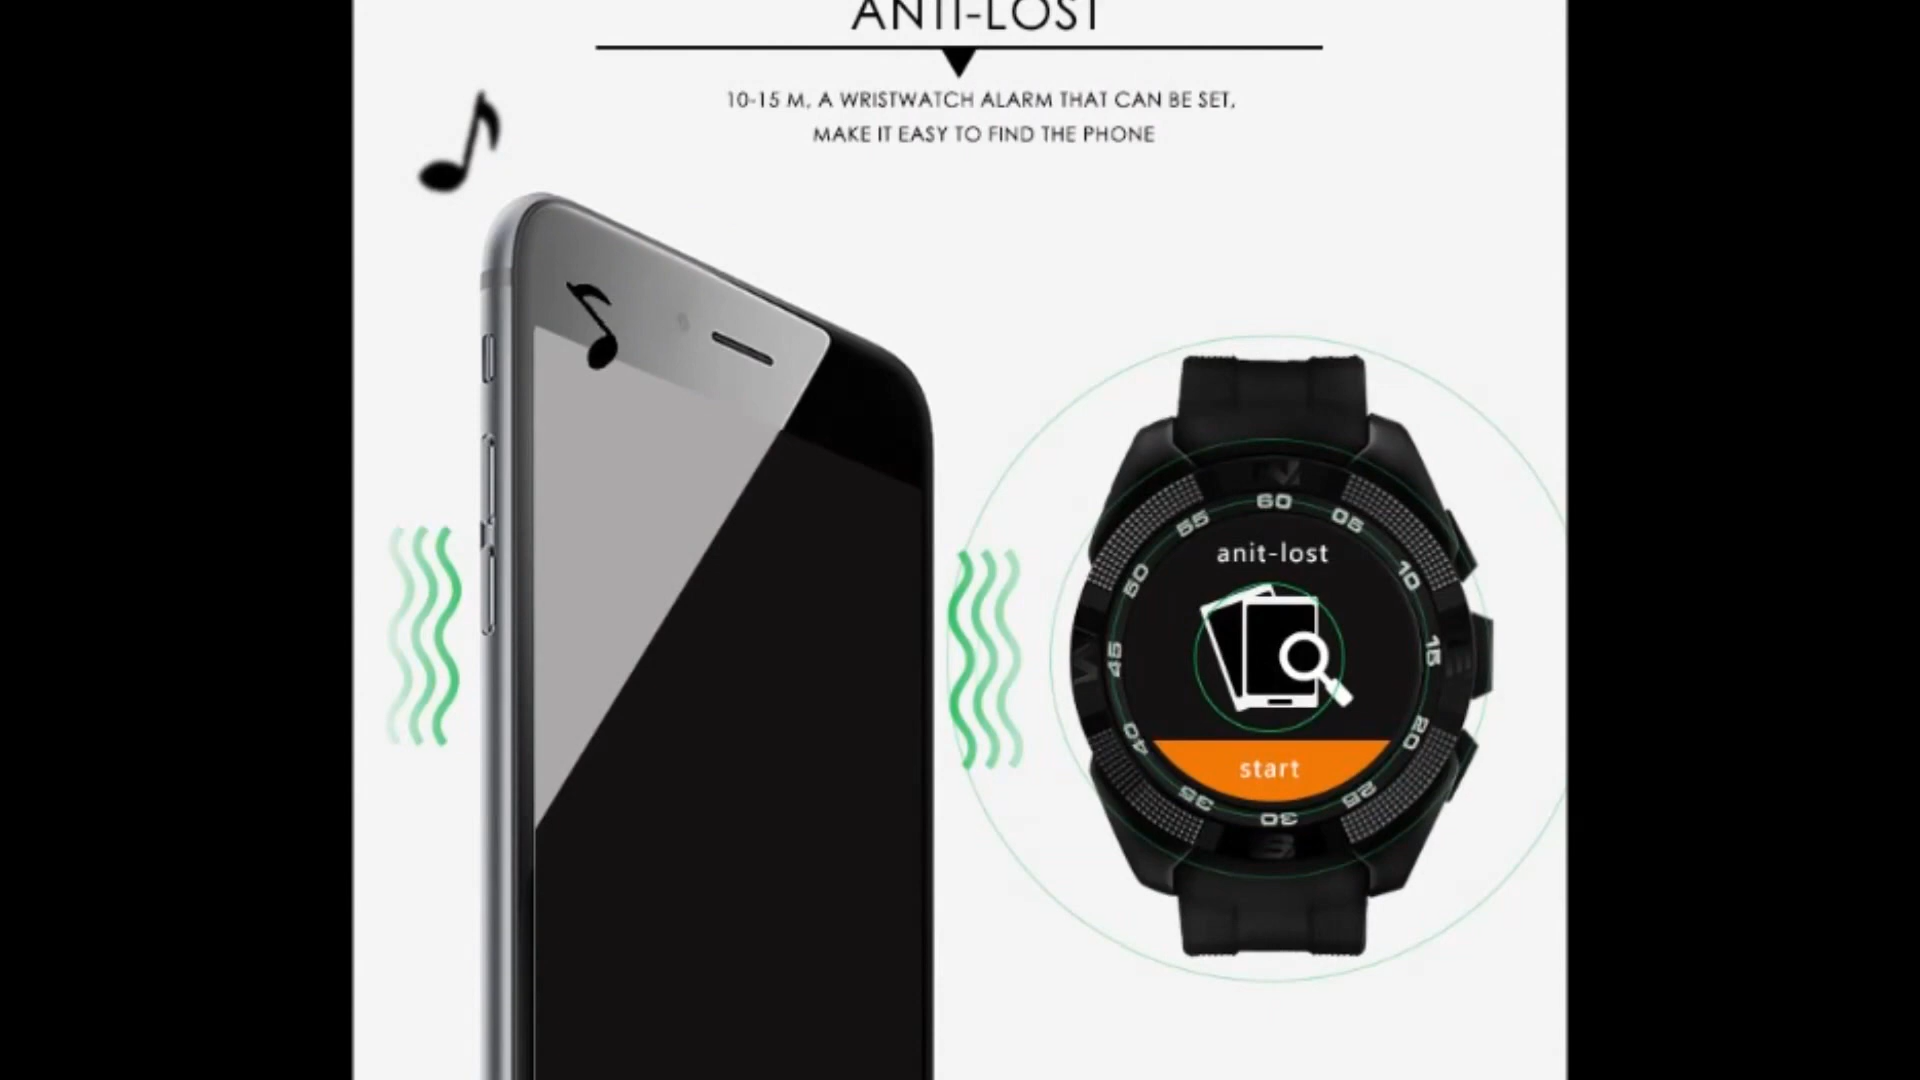 ANTI-LOST
10-15 M, A WRISTWATCH ALARM THAT CAN BE SET,
MAKE IT EASY TO FIND THE PHONE
60
55
05
anit-lost
50
10
45
15
40
20
start
35
25
30